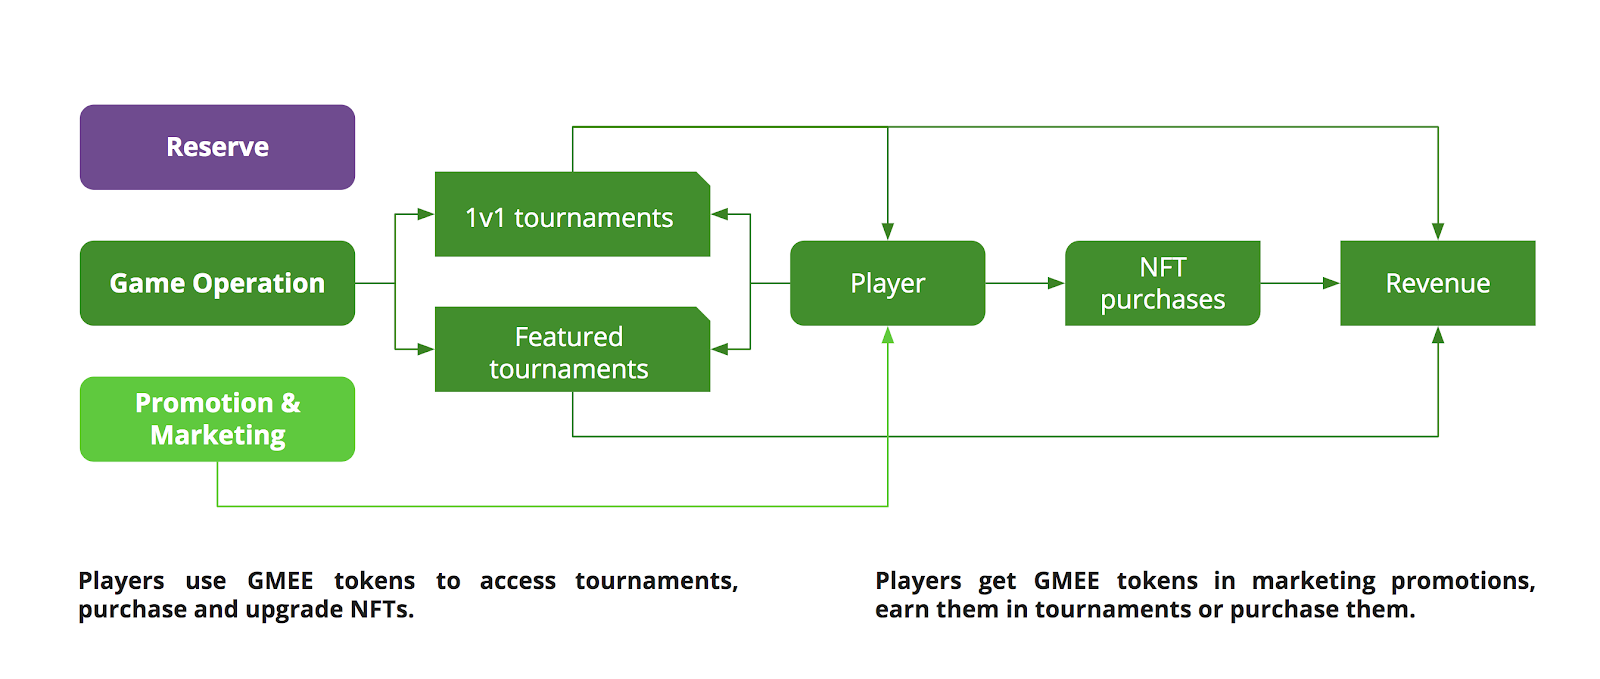 Reserve
Game Operation
Promotion &
Marketing
1v1 tournaments
Featured
tournaments
Player
NFT
purchases
Revenue
Players use GMEE tokens to access tournaments,
purchase and upgrade NFTs.
Players get GMEE tokens in marketing promotions,
earn them in tournaments or purchase them.